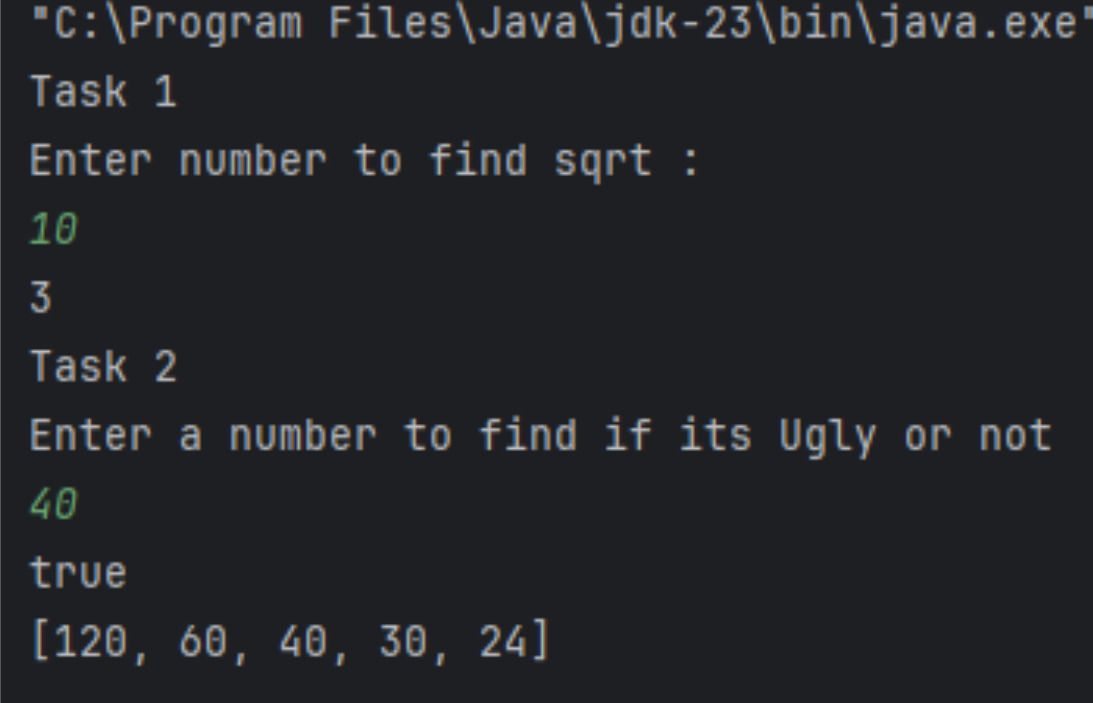 "C:\Program Files\Java\jdk-23\bin\java.exe"
Task 1
Enter number to find sqrt :
10
3
Task 2
Enter a number to find if its Ugly or not
40
true
[120, 60, 40, 30, 24]